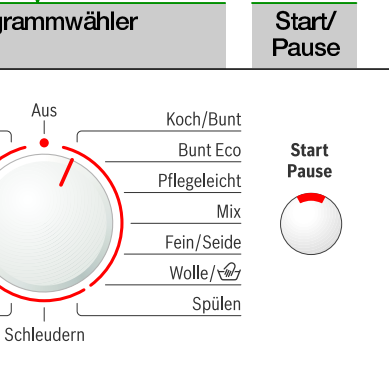 grammwähler
Start/
Pause
Aus
Koch/Bunt
Bunt Eco
Pflegeleicht
Mix
Fein/Seide
Wolle/
Spülen
Schleudern
Start
Pause